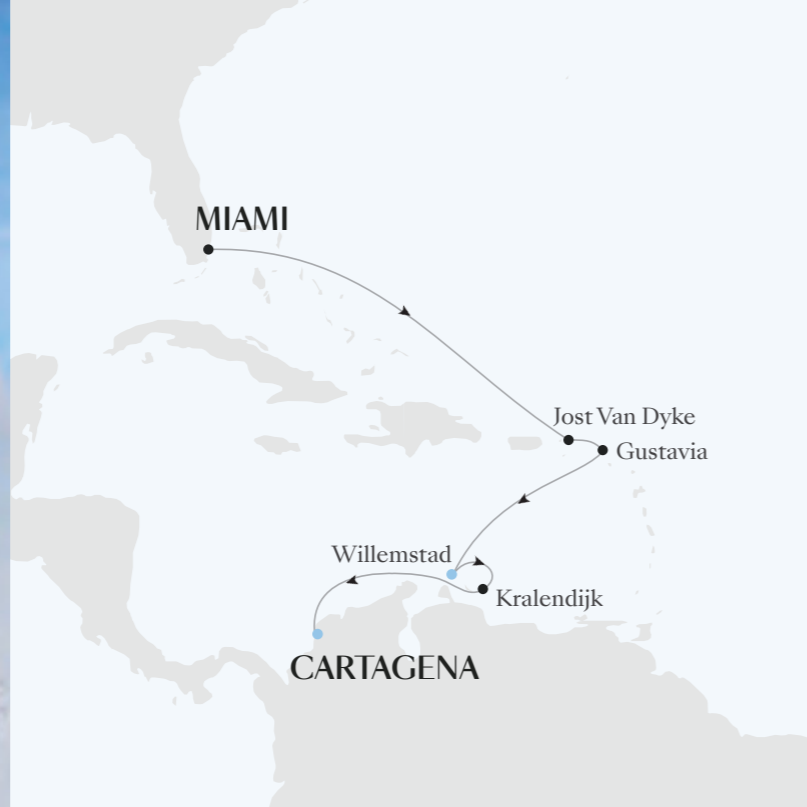 MIAMI
Jost Van Dyke
Gustavia
Willemstad
Kralendijk
CARTAGENA